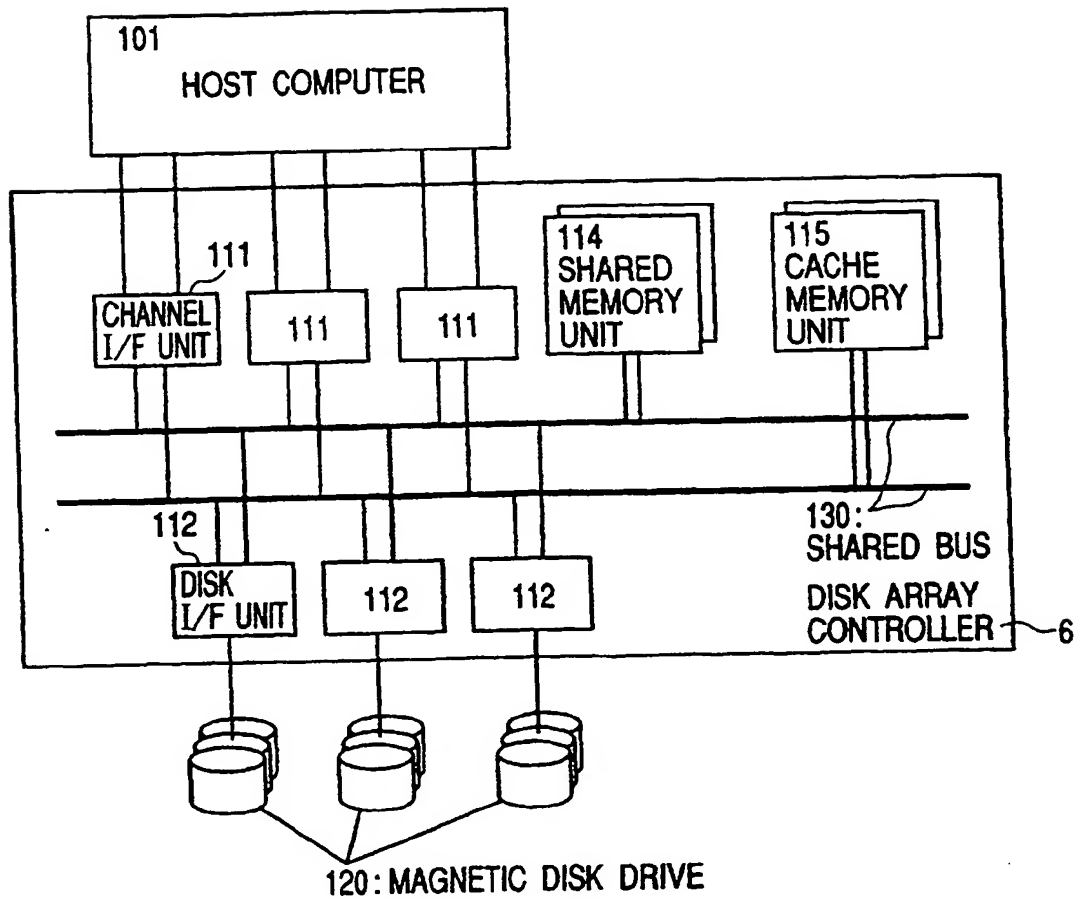 101
HOST COMPUTER
114
SHARED
MEMORY
UNIT
115
CACHE
MEMORY
UNIT
111
CHANNEL
I/F UNIT
111
111
130:
SHARED BUS
112
DISK
I/F UNIT
112
112
DISK ARRAY
CONTROLLER
6
120: MAGNETIC DISK DRIVE